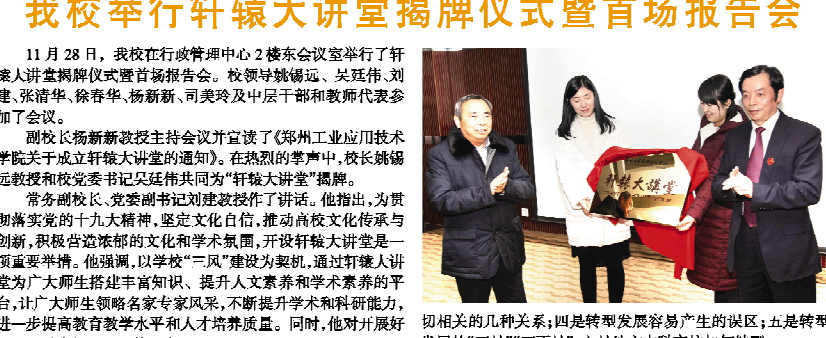 我校举行轩辕大讲堂揭牌仪式暨首场报告会
11月28日，我校在行政管理中心2楼东会议室举行了轩
辕大讲堂揭牌仪式暨首场报告会。校领导姚锡远、吴廷伟、刘
建、张清华、徐春华、杨新新、司美玲及中层干部和教师代表参
加了会议。
副校长杨新新教授主持会议并宣读了《郑州工业应用技术
学院关于成立轩辕大讲堂的通知》。在热烈的掌声中，校长姚锡
远教授和校党委书记吴廷伟共同为“轩辕大讲堂”揭牌。
常务副校长、党委副书记刘建教授作了讲话。他指出，为贯
彻落实党的十九大精神，坚定文化自信，推动高校文化传承与
创新，积极营造浓郁的文化和学术氛围，开设轩辕大讲堂是一
项重要举措。他强调，以学校“三风”建设为契机，通过轩辕大讲
堂为广大师生搭建丰富知识、提升人文素养和学术素养的平
台，让广大师生领略名家专家风采，不断提升学术和科研能力，
进一步提高教育教学水平和人才培养质量。同时，他对开展好
轩辕大讲堂
切相关的几种关系；四是转型发展容易产生的误区；五是转型